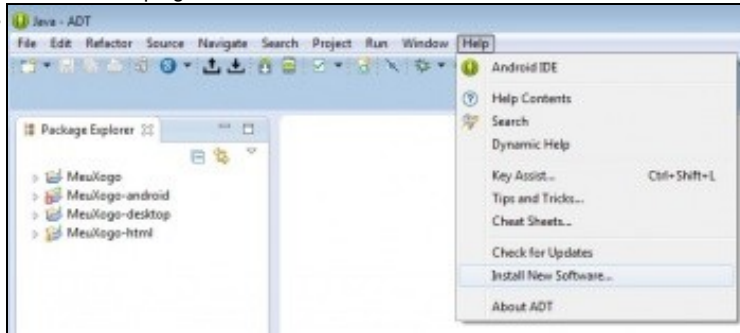 Java - ADT
File Edit Refactor Source Navigate Search Project Run Window Help
Android IDE
Help Contents
Search
Dynamic Help
Key Assist... Ctrl+Shift+L
Tips and Tricks...
Cheat Sheets...
Check for Updates
Install New Software...
About ADT
Package Explorer
MeuXogo
MeuXogo-android
MeuXogo-desktop
MeuXogo-html